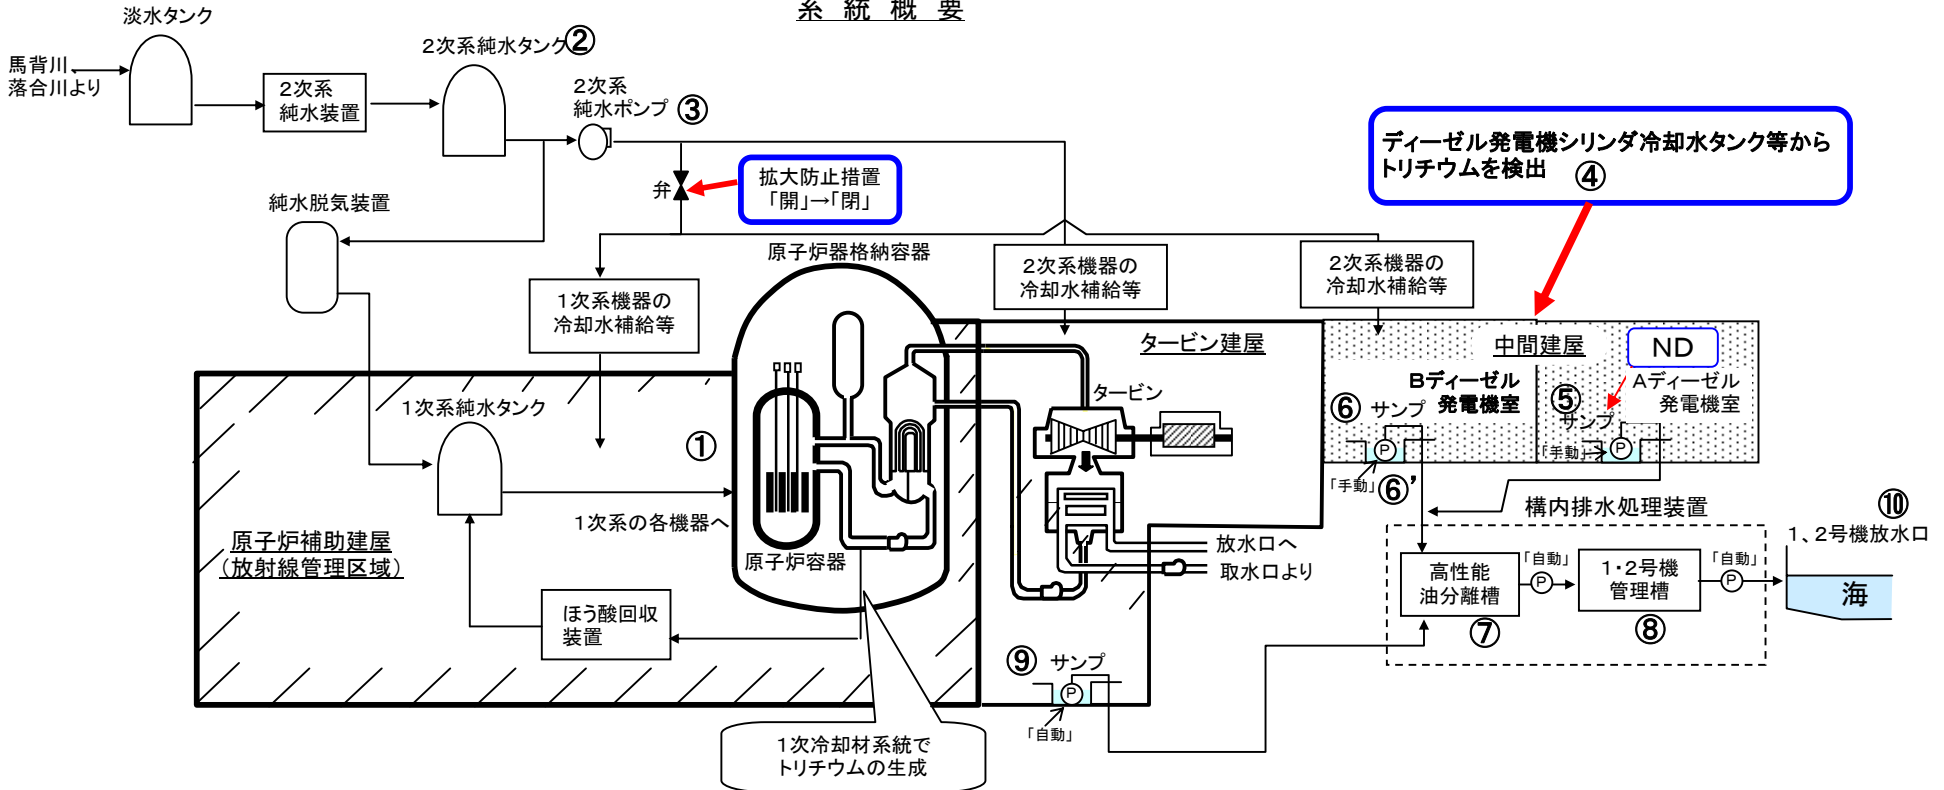 系 統 概 要
淡水タンク
馬背川、
落合川より
2次系
純水装置
2次系純水タンク②
2次系
純水ポンプ ③
弁
拡大防止措置
「開」→「閉」
ディーゼル発電機シリンダ冷却水タンク等から
トリチウムを検出 ④
純水脱気装置
原子炉器格納容器
1次系機器の
冷却水補給等
2次系機器の
冷却水補給等
2次系機器の
冷却水補給等
タービン建屋
中間建屋
ND
Bディーゼル
発電機室
Aディーゼル
発電機室
⑥ サンプ
⑤
サンプ
P
P
「手動」
「手動」
⑥’
タービン
1次系純水タンク
①
1次系の各機器へ
原子炉容器
原子炉補助建屋
(放射線管理区域)
ほう酸回収
装置
放水口へ
取水口より
構内排水処理装置
高性能
油分離槽
⑦
「自動」
P
1・2号機
管理槽
⑧
「自動」
P
⑩
1、2号機放水口
海
⑨ サンプ
P
「自動」
1次冷却材系統で
トリチウムの生成